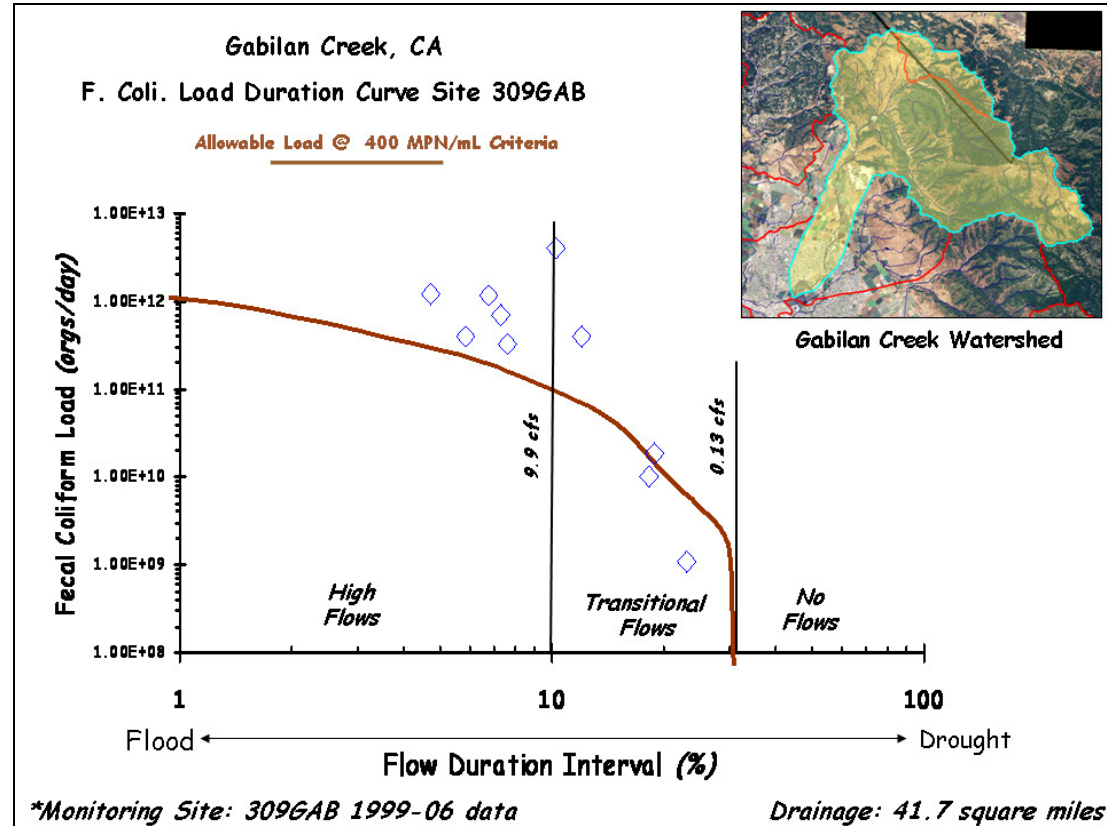 Gabilan Creek, CA
F. Coli. Load Duration Curve Site 309GAB
Allowable Load @ 400 MPN/mL Criteria
Gabilan Creek Watershed
Fecal Coliform Load (orgs/day)
1.00E+13
1.00E+12
1.00E+11
1.00E+10
1.00E+09
1.00E+08
9.9 cfs
0.13 cfs
High
Flows
Transitional
Flows
No
Flows
1
10
100
Flood
Drought
Flow Duration Interval (%)
*Monitoring Site: 309GAB 1999-06 data
Drainage: 41.7 square miles